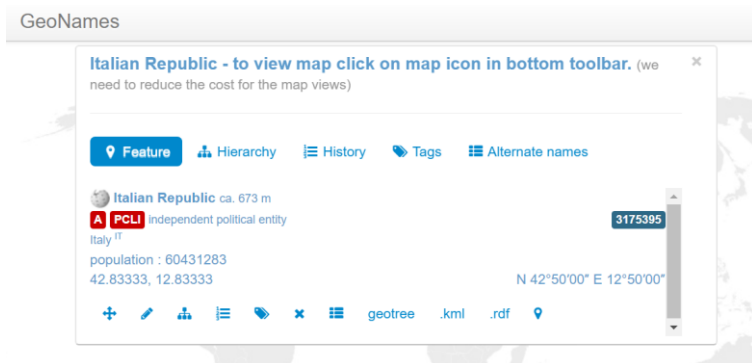 GeoNames
Italian Republic - to view map click on map icon in bottom toolbar. (we
need to reduce the cost for the map views)
×
Feature Hierarchy History Tags Alternate names
Italian Republic ca. 673 m
A PCLI independent political entity 3175395
Italy IT
population : 60431283
42.83333, 12.83333 N 42°50'00" E 12°50'00"
geotree .kml .rdf